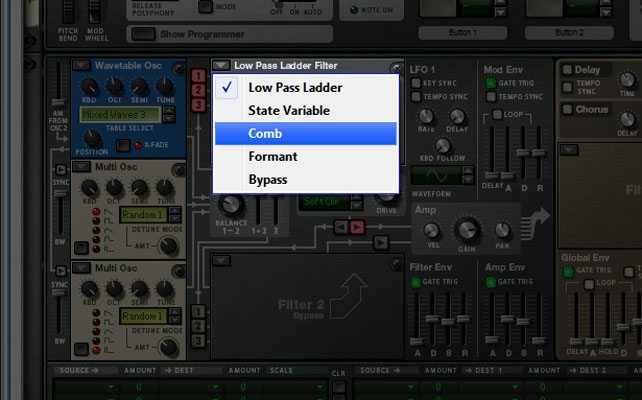 RELEASE
POLYPHONY
MODE
OFF ON AUTO
NOTE ON
PITCH
BEND
MOD
WHEEL
Show Programmer
Button 1
Button 2
Wavetable Osc
KBD OCT SEMI TUNE
Mixed Waves 3
TABLE SELECT
X-FADE
POSITION
AM
FROM
OSC 2
SYNC
BW
Multi Osc
KBD OCT SEMI TUNE
Random 1
DETUNE MODE
AMT
SYNC
BW
Multi Osc
KBD OCT SEMI TUNE
Random 1
DETUNE MODE
AMT
1
2
3
Low Pass Ladder Filter
✓ Low Pass Ladder
State Variable
Comb
Formant
Bypass
BALANCE
1–2 1+2 3
Soft Clip
DRIVE
Filter 2
Bypass
1
2
3
LFO 1
KEY SYNC
TEMPO SYNC
RATE DELAY
KBD FOLLOW
WAVEFORM
Mod Env
GATE TRIG
TEMPO SYNC
LOOP
DELAY A D R
Amp
VEL GAIN PAN
Filter Env
GATE TRIG
A D S R
Amp Env
GATE TRIG
A D S R
Delay
TEMPO
SYNC
TIME
Chorus
Global Env
GATE TRIG
LOOP
DELAY A HOLD D
SOURCE → AMOUNT → DEST AMOUNT SCALE CLR SOURCE → AMOUNT → DEST 1 AMOUNT → DEST 2
0 0 0 0
0 0 0 0